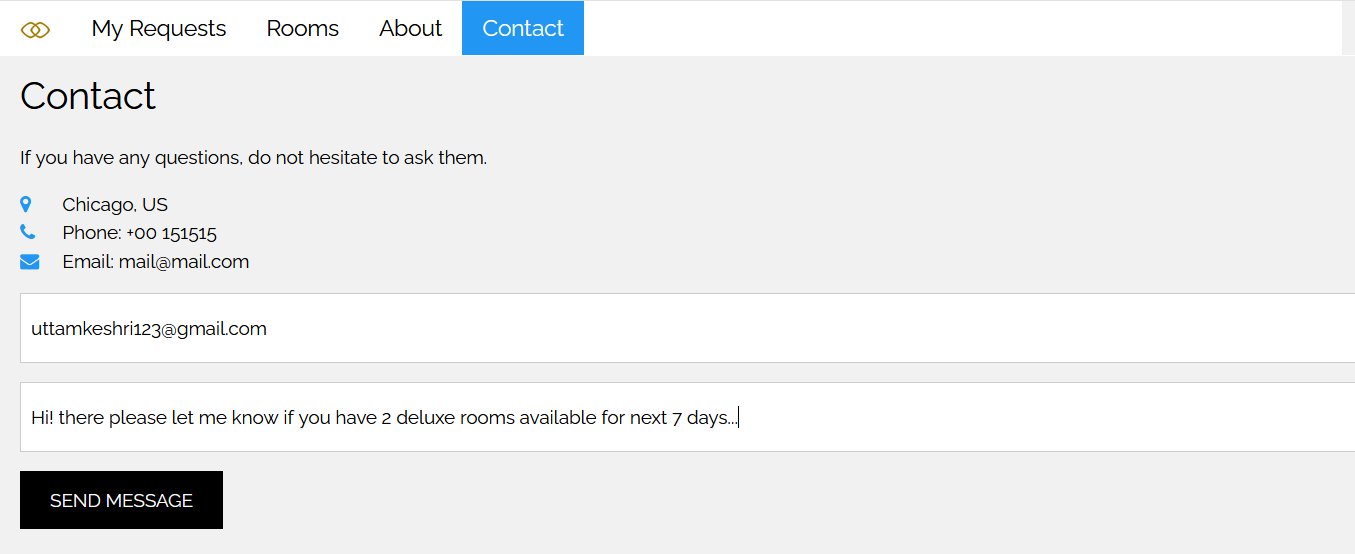 My Requests Rooms About Contact
Contact
If you have any questions, do not hesitate to ask them.
Chicago, US
Phone: +00 151515
Email: mail@mail.com
uttamkeshri123@gmail.com
Hi! there please let me know if you have 2 deluxe rooms available for next 7 days...
SEND MESSAGE